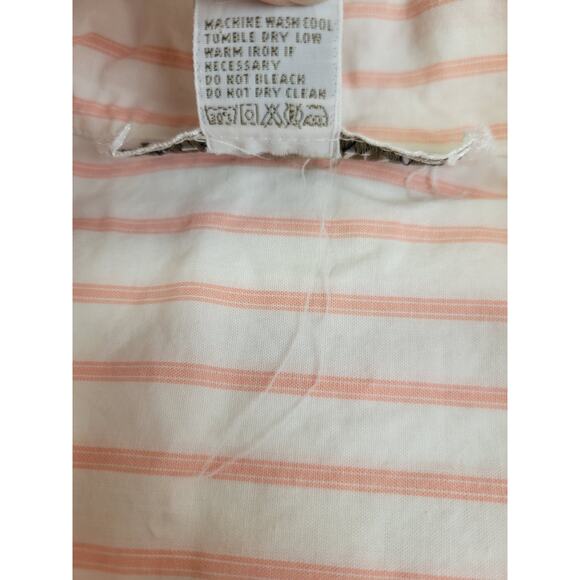 MACHINE WASH COOL
TUMBLE DRY LOW
WARM IRON IF
NECESSARY
DO NOT BLEACH
DO NOT DRY CLEAN